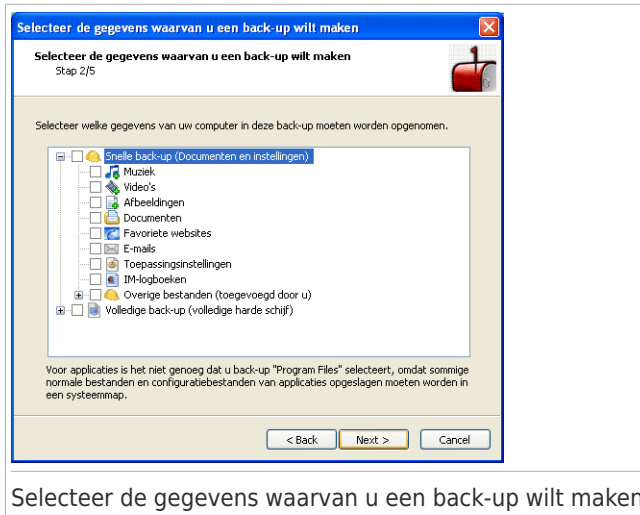 Selecteer de gegevens waarvan u een back-up wilt maken
Selecteer de gegevens waarvan u een back-up wilt maken
Stap 2/5
Selecteer welke gegevens van uw computer in deze back-up moeten worden opgenomen.
Snelle back-up (Documenten en instellingen)
Muziek
Video's
Afbeeldingen
Documenten
Favoriete websites
E-mails
Toepassingsinstellingen
IM-logboeken
Overige bestanden (toegevoegd door u)
Volledige back-up (volledige harde schijf)
Voor applicaties is het niet genoeg dat u back-up "Program Files" selecteert, omdat sommige
normale bestanden en configuratiebestanden van applicaties opgeslagen moeten worden in
een systeemmap.
< Back
Next >
Cancel
Selecteer de gegevens waarvan u een back-up wilt maken